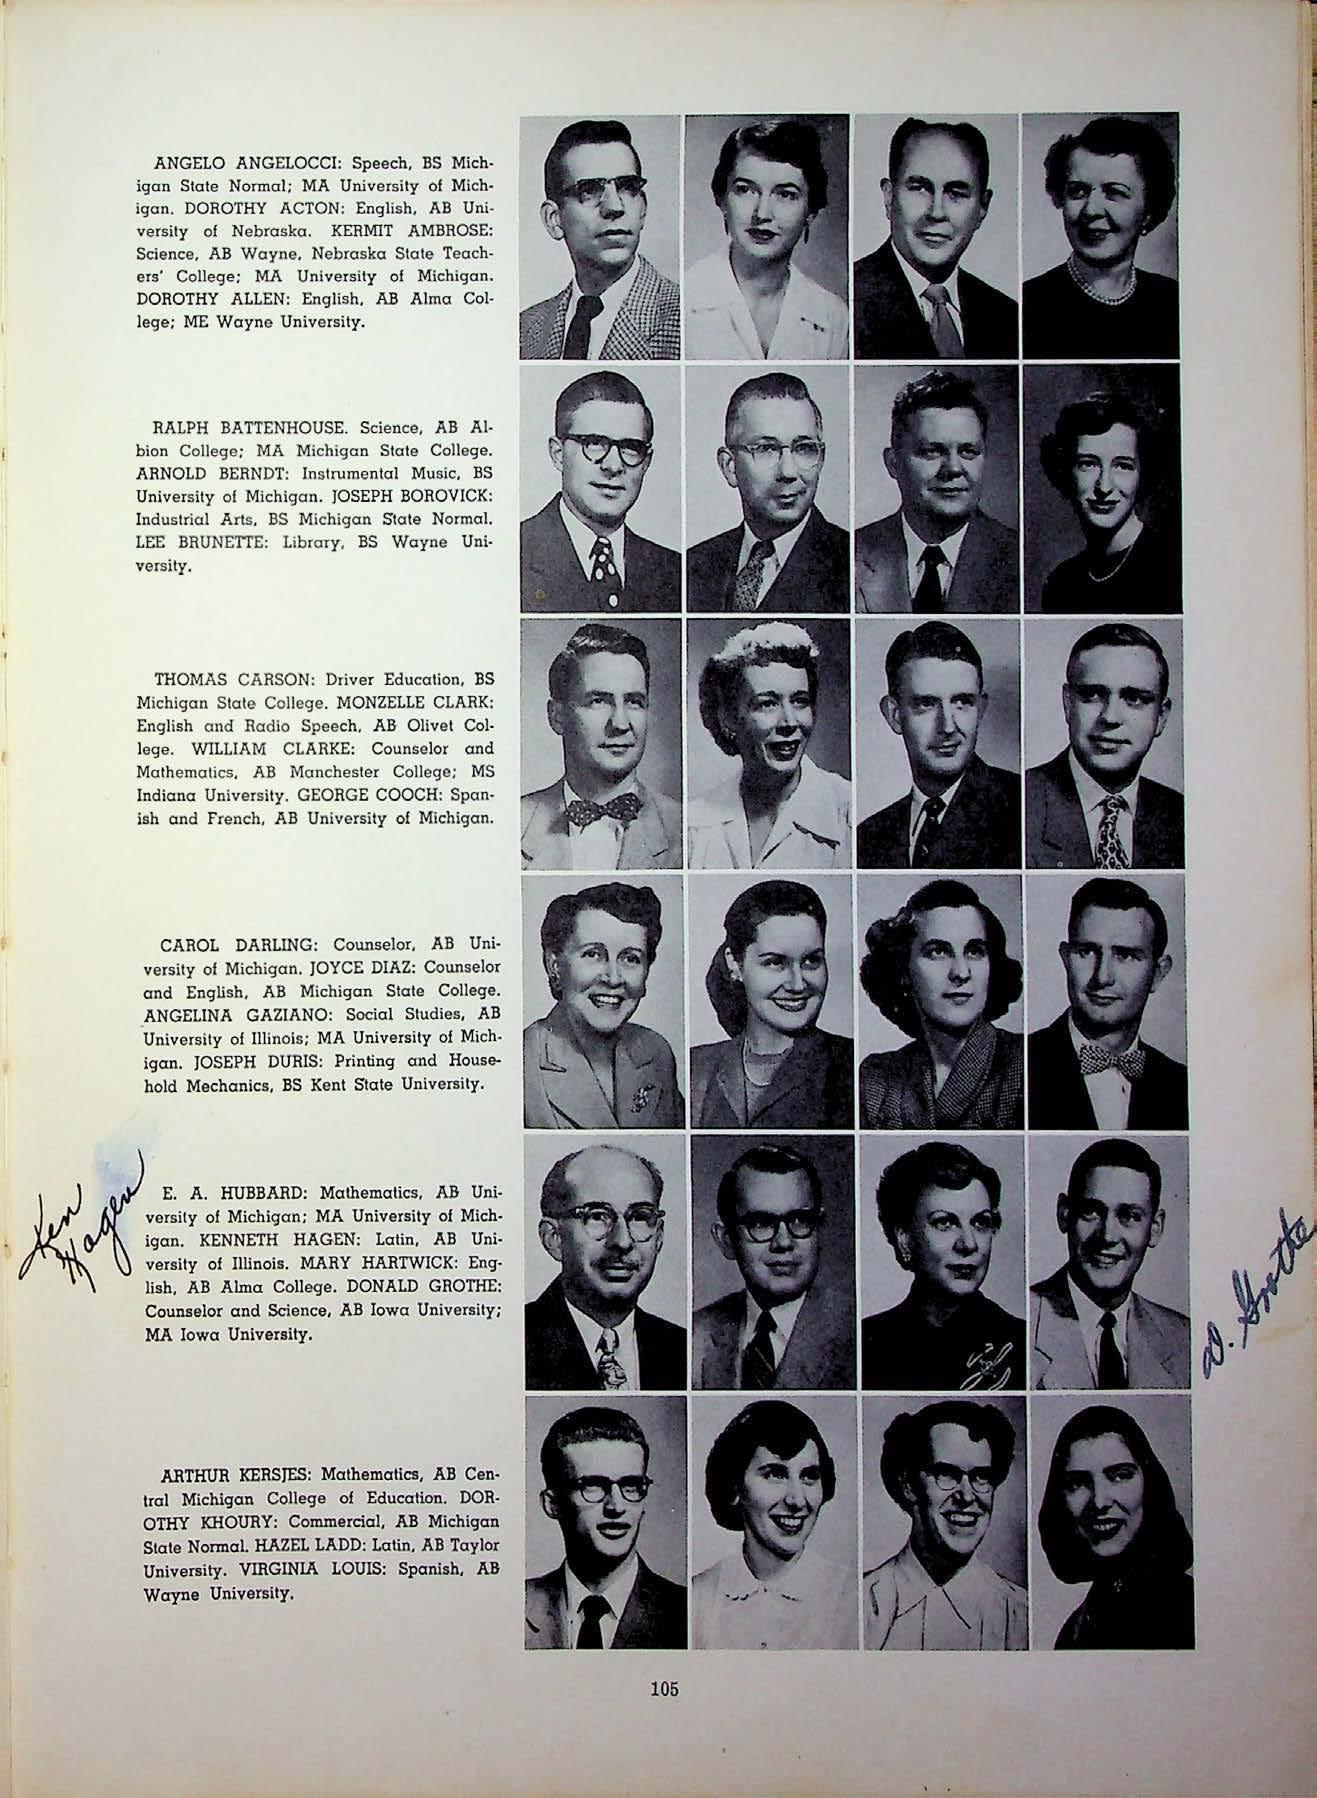 ANGELO ANGELOCCI: Speech, BS Mich-
igan State Normal; MA University of Mich-
igan. DOROTHY ACTON: English, AB Uni-
versity of Nebraska. KERMIT AMBROSE:
Science, AB Wayne, Nebraska State Teach-
ers' College; MA University of Michigan.
DOROTHY ALLEN: English, AB Alma Col-
lege; ME Wayne University.
RALPH BATTENHOUSE. Science, AB Al-
bion College; MA Michigan State College.
ARNOLD BERNDT: Instrumental Music, BS
University of Michigan. JOSEPH BOROVICK:
Industrial Arts, BS Michigan State Normal.
LEE BRUNETTE: Library, BS Wayne Uni-
versity.
THOMAS CARSON: Driver Education, BS
Michigan State College. MONZELLE CLARK:
English and Radio Speech, AB Olivet Col-
lege. WILLIAM CLARKE: Counselor and
Mathematics, AB Manchester College; MS
Indiana University. GEORGE COOCH: Span-
ish and French, AB University of Michigan.
CAROL DARLING: Counselor, AB Uni-
versity of Michigan. JOYCE DIAZ: Counselor
and English, AB Michigan State College.
ANGELINA GAZIANO: Social Studies, AB
University of Illinois; MA University of Mich-
igan. JOSEPH DURIS: Printing and House-
hold Mechanics, BS Kent State University.
Ken
Hagen
E. A. HUBBARD: Mathematics, AB Uni-
versity of Michigan; MA University of Mich-
igan. KENNETH HAGEN: Latin, AB Uni-
versity of Illinois. MARY HARTWICK: Eng-
lish, AB Alma College. DONALD GROTHE:
Counselor and Science, AB Iowa University;
MA Iowa University.
D. Grothe
ARTHUR KERSJES: Mathematics, AB Cen-
tral Michigan College of Education. DOR-
OTHY KHOURY: Commercial, AB Michigan
State Normal. HAZEL LADD: Latin, AB Taylor
University. VIRGINIA LOUIS: Spanish, AB
Wayne University.
105